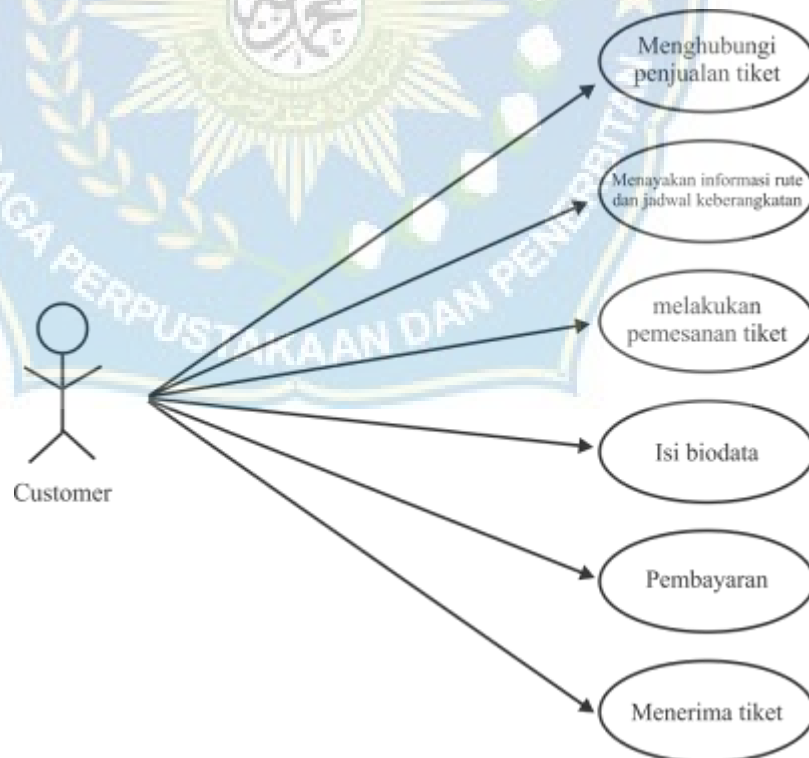 Menghubungi
penjualan tiket
Menayakan informasi rute
dan jadwal keberangkatan
AGA PERPUSTAKAAN DAN PENERBITAN
melakukan
pemesanan tiket
Isi biodata
Customer
Pembayaran
Menerima tiket